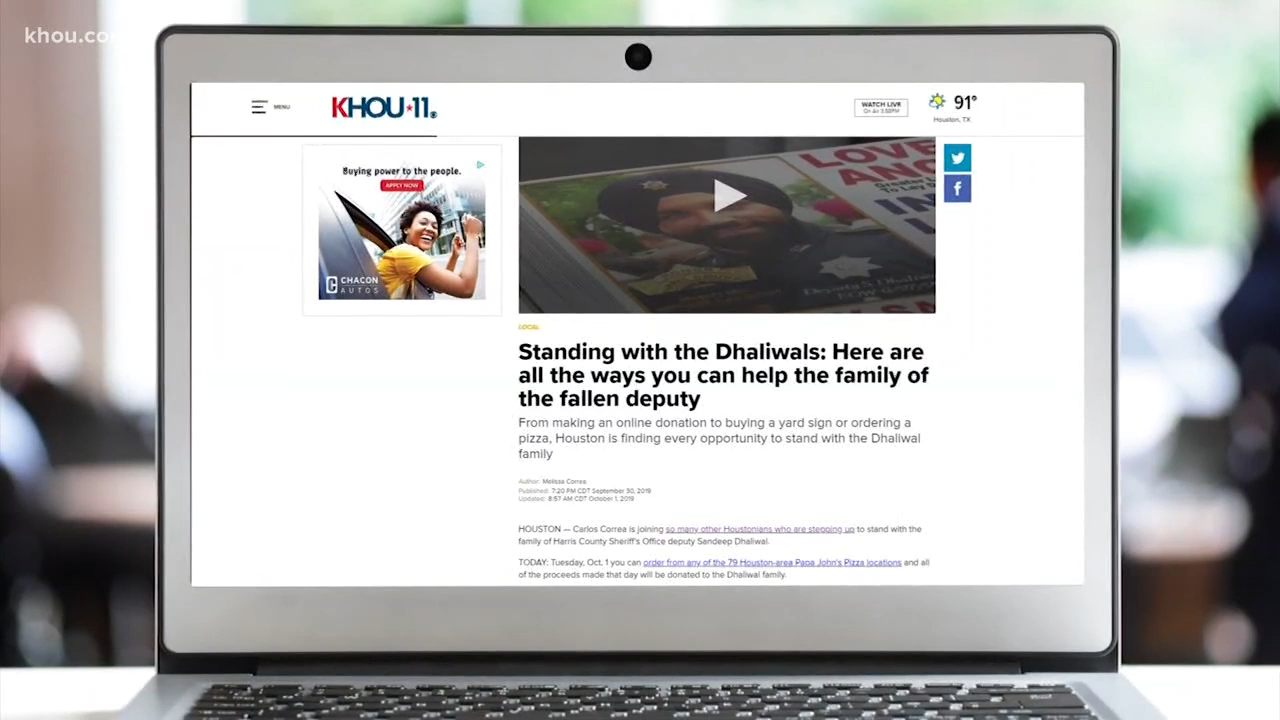 khou.co
MENU
KHOU★11
WATCH LIVE
On Air 3:58PM
91°
Houston, TX
Buying power to the people.
APPLY NOW
CHACON
AUTOS
LOVE
LOCAL
Standing with the Dhaliwals: Here are
all the ways you can help the family of
the fallen deputy
From making an online donation to buying a yard sign or ordering a
pizza, Houston is finding every opportunity to stand with the Dhaliwal
family
Author: Melissa Correa
Published: 7:20 PM CDT September 30, 2019
Updated: 8:57 AM CDT October 1, 2019
HOUSTON — Carlos Correa is joining so many other Houstonians who are stepping up to stand with the
family of Harris County Sheriff's Office deputy Sandeep Dhaliwal.
TODAY: Tuesday, Oct. 1 you can order from any of the 79 Houston-area Papa John's Pizza locations and all
of the proceeds made that day will be donated to the Dhaliwal family.